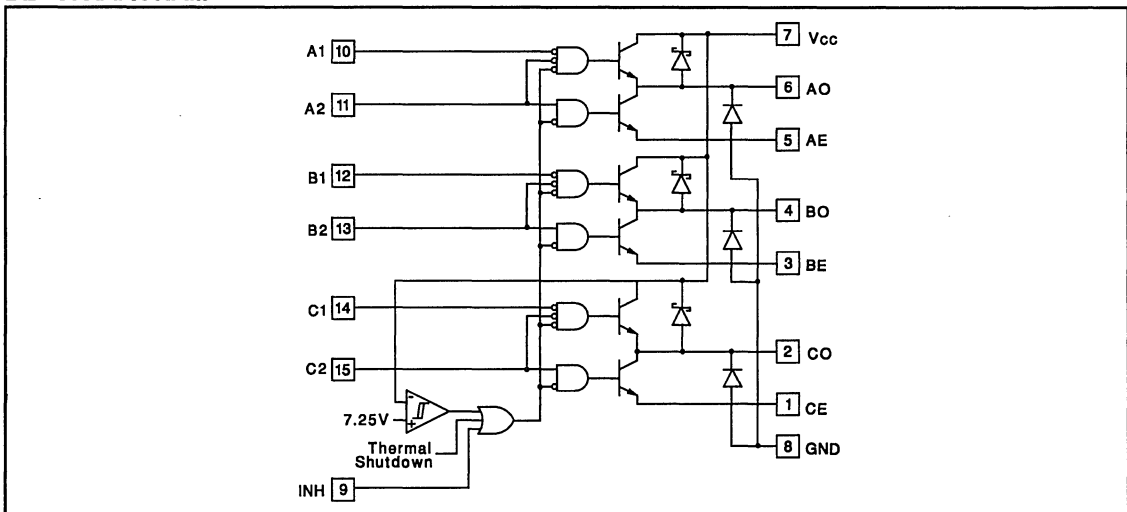 A1 10
7 Vcc
6 AO
A2 11
5 AE
B1 12
4 BO
B2 13
3 BE
C1 14
2 CO
C2 15
-
1 CE
7.25V +
Thermal
Shutdown
8 GND
INH 9